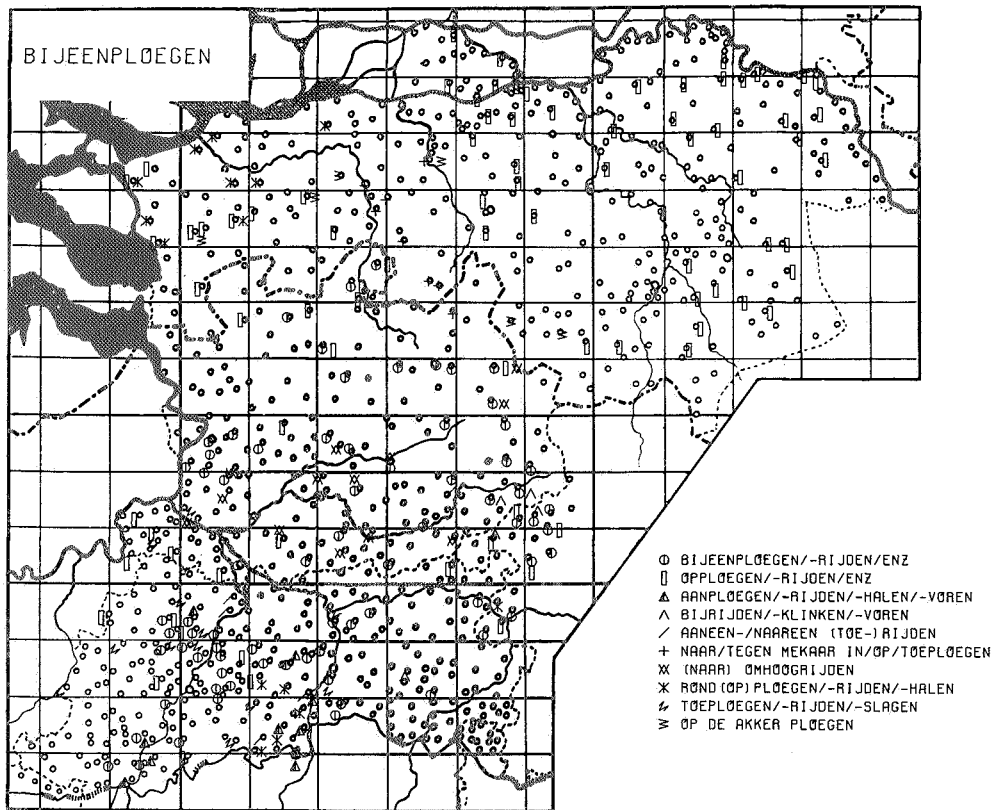 BIJEENPLOEGEN
BIJEENPLOEGEN/-RIJDEN/ENZ
OPPLOEGEN/-RIJDEN/ENZ
AANPLOEGEN/-RIJDEN/-HALEN/-VOREN
BIJRIJDEN/-KLINKEN/-VOREN
AANEEN-/NAAREEN (TOE-)RIJDEN
NAAR/TEGEN MEKAAR IN/OP/TOEPLOEGEN
(NAAR) OMHOOGRIJDEN
ROND(OP)PLOEGEN/-RIJDEN/-HALEN
TOEPLOEGEN/-RIJDEN/-SLAGEN
OP DE AKKER PLOEGEN